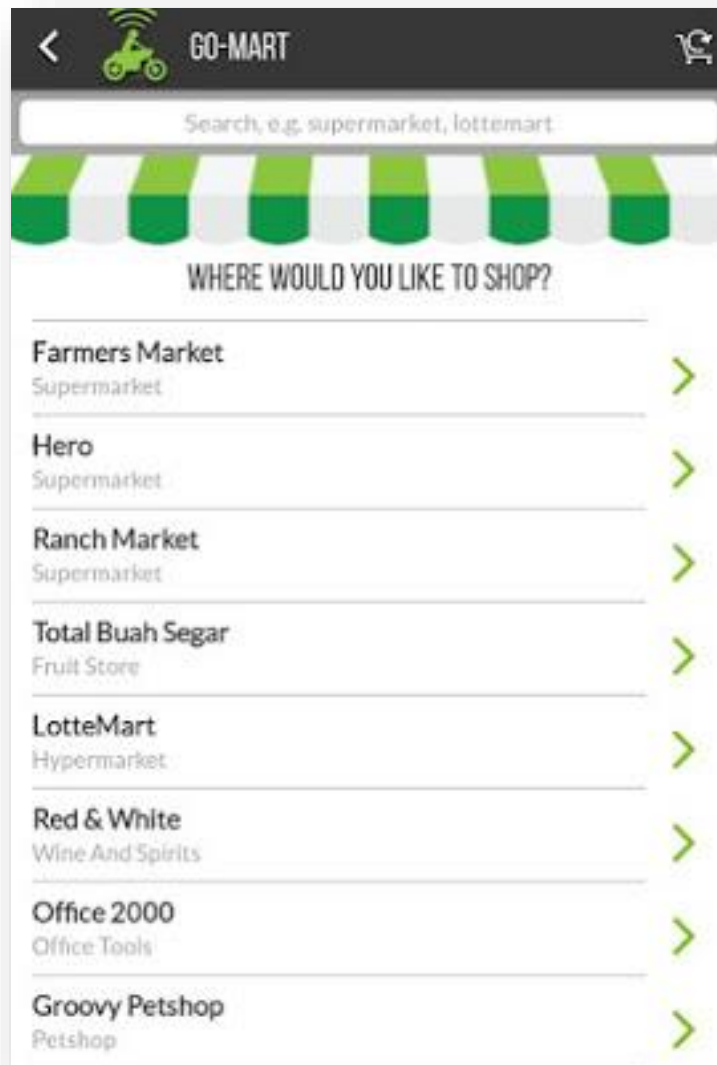 GO-MART
Search, e.g. supermarket, lottemart
WHERE WOULD YOU LIKE TO SHOP?
Farmers Market
Supermarket
Hero
Supermarket
Ranch Market
Supermarket
Total Buah Segar
Fruit Store
LotteMart
Hypermarket
Red & White
Wine And Spirits
Office 2000
Office Tools
Groovy Petshop
Petshop